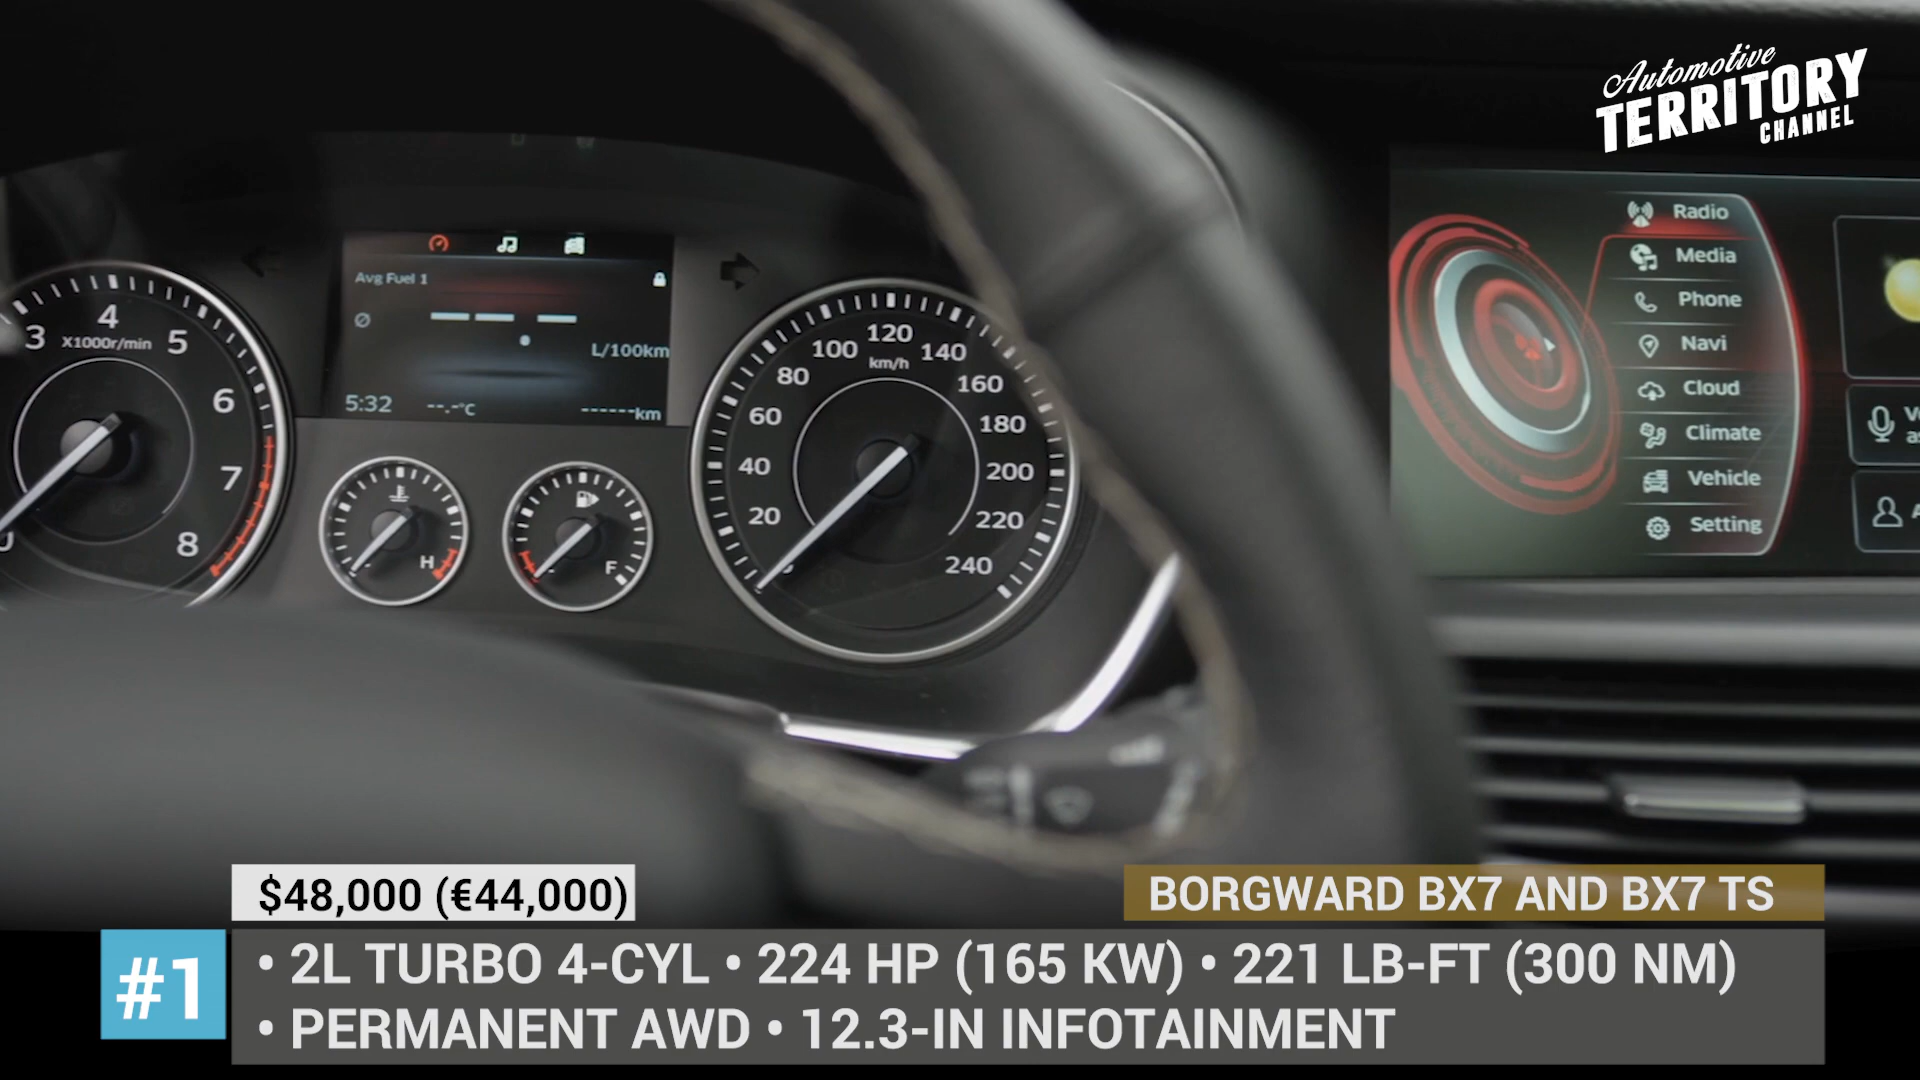 Automotive
TERRITORY
CHANNEL
Radio
Media
Phone
Navi
Cloud
Climate
Vehicle
Setting
Avg Fuel 1
L/100km
5:32 --.-°C ------km
3 4 5 6 7 8
X1000r/min
H
F
20 40 60 80 100 120 140 160 180 200 220 240
km/h
$48,000 (€44,000)
BORGWARD BX7 AND BX7 TS
#1
• 2L TURBO 4-CYL • 224 HP (165 KW) • 221 LB-FT (300 NM)
• PERMANENT AWD • 12.3-IN INFOTAINMENT